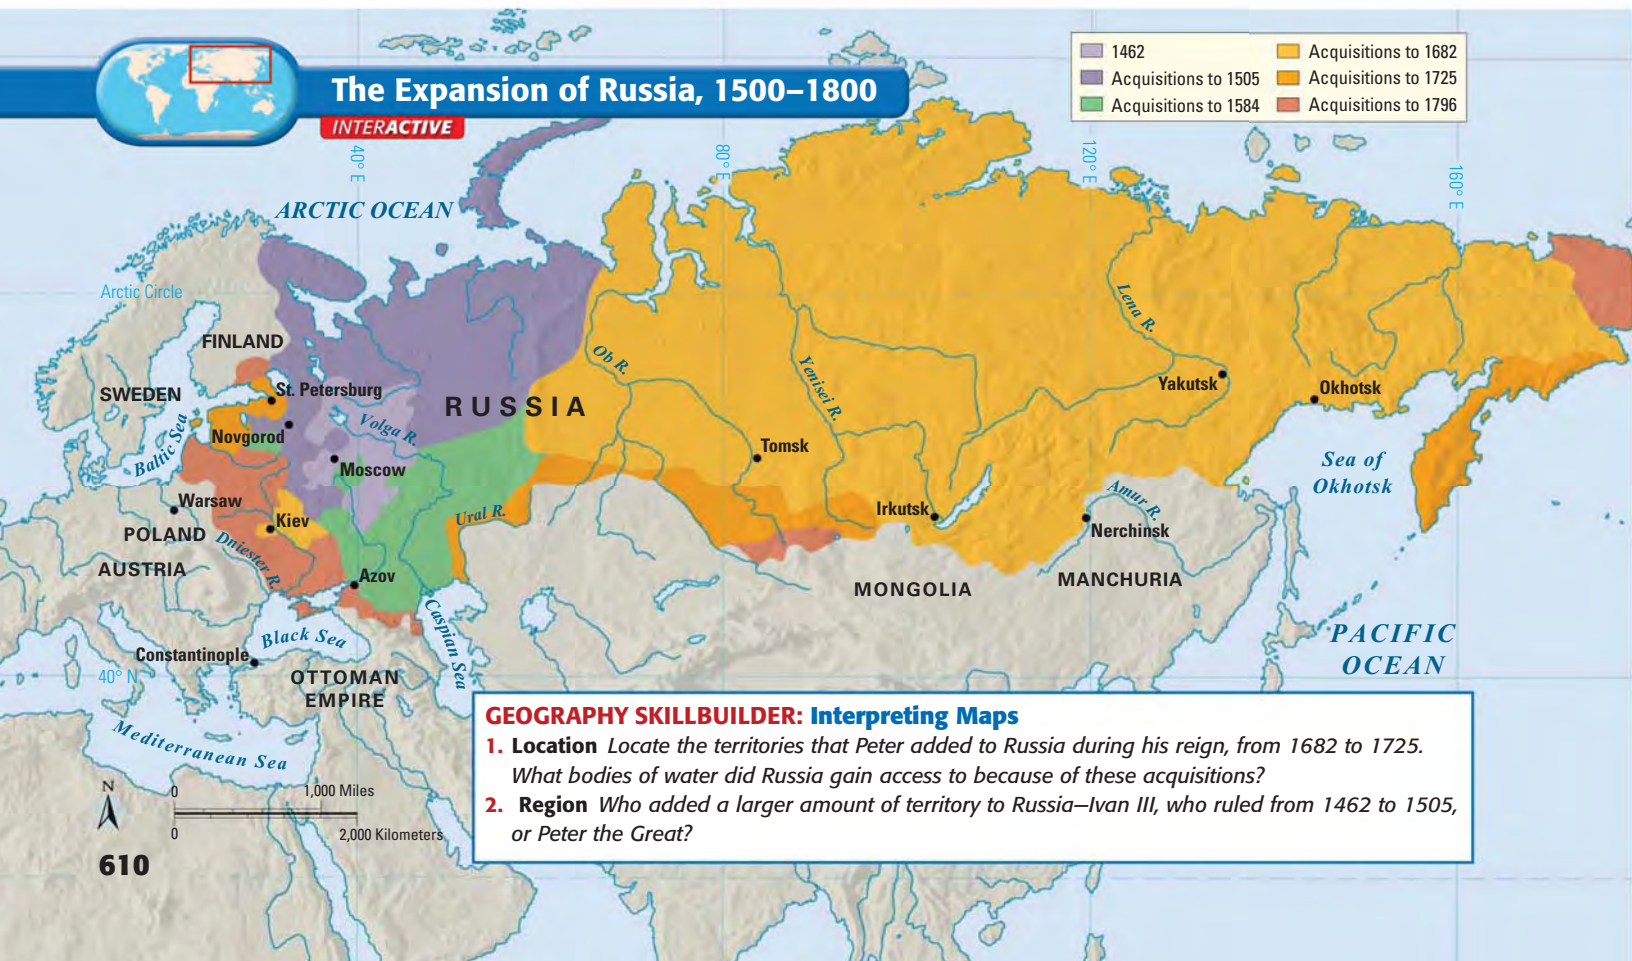 The Expansion of Russia, 1500–1800
INTERACTIVE
1462
Acquisitions to 1505
Acquisitions to 1584
Acquisitions to 1682
Acquisitions to 1725
Acquisitions to 1796
40° E
80° E
120° E
160° E
ARCTIC OCEAN
Arctic Circle
FINLAND
SWEDEN
St. Petersburg
RUSSIA
Baltic Sea
Novgorod
Volga R.
Moscow
Ob R.
Yenisei R.
Lena R.
Yakutsk
Okhotsk
Tomsk
Sea of
Okhotsk
Warsaw
Kiev
Ural R.
Irkutsk
Amur R.
Nerchinsk
POLAND
Dniester R.
AUSTRIA
Azov
MONGOLIA
MANCHURIA
Caspian Sea
Black Sea
Constantinople
40° N
OTTOMAN
EMPIRE
PACIFIC
OCEAN
Mediterranean Sea
GEOGRAPHY SKILLBUILDER: Interpreting Maps
1. Location Locate the territories that Peter added to Russia during his reign, from 1682 to 1725.
What bodies of water did Russia gain access to because of these acquisitions?
2. Region Who added a larger amount of territory to Russia—Ivan III, who ruled from 1462 to 1505,
or Peter the Great?
N
0 1,000 Miles
0 2,000 Kilometers
610